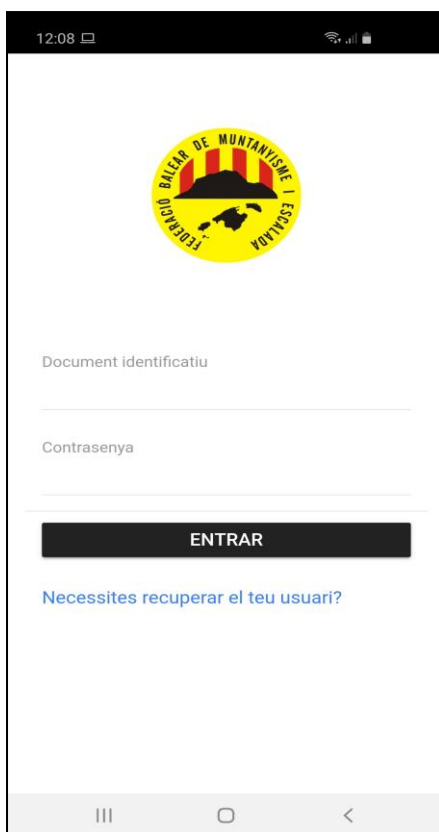 12:08
FEDERACIÓ BALEAR DE MUNTANYISME I ESCALADA
Document identificatiu
Contrasenya
ENTRAR
Necessites recuperar el teu usuari?